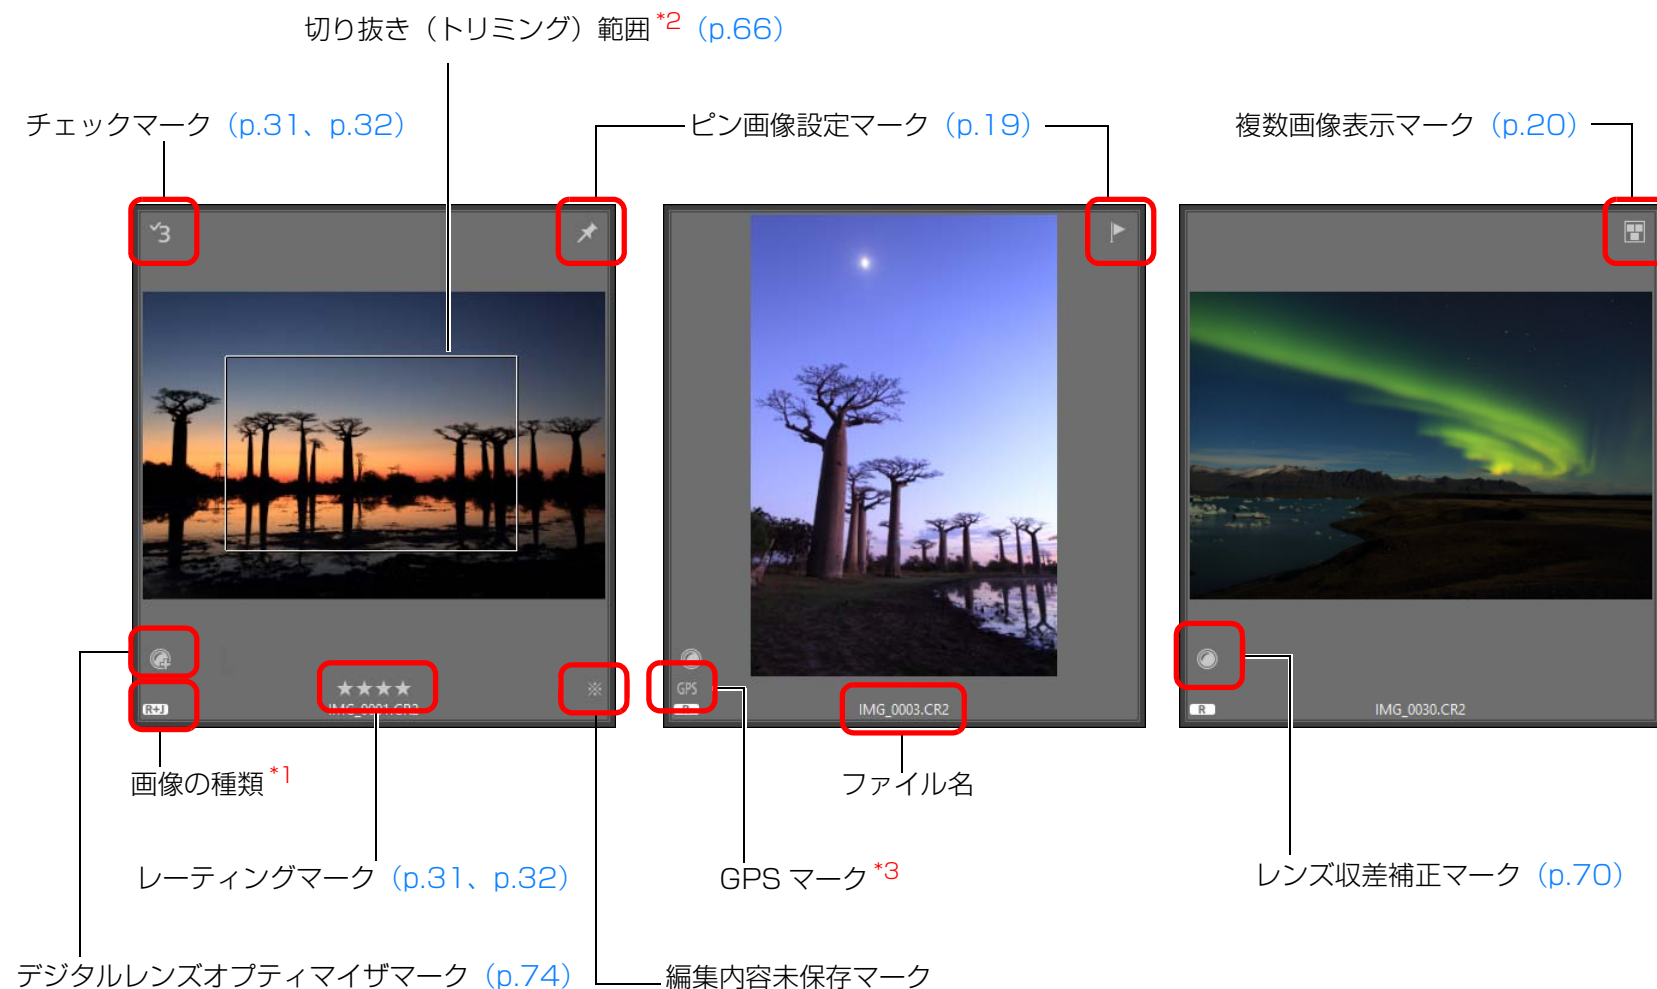 切り抜き（トリミング）範囲*2（p.66）
チェックマーク（p.31、p.32）
ピン画像設定マーク（p.19）
複数画像表示マーク（p.20）
3
★★★★
※
GPS
R+J
IMG_0001.CR2
R
IMG_0003.CR2
R
IMG_0030.CR2
画像の種類*1
ファイル名
レーティングマーク（p.31、p.32）
GPS マーク*3
レンズ収差補正マーク（p.70）
デジタルレンズオプティマイザマーク（p.74）
編集内容未保存マーク